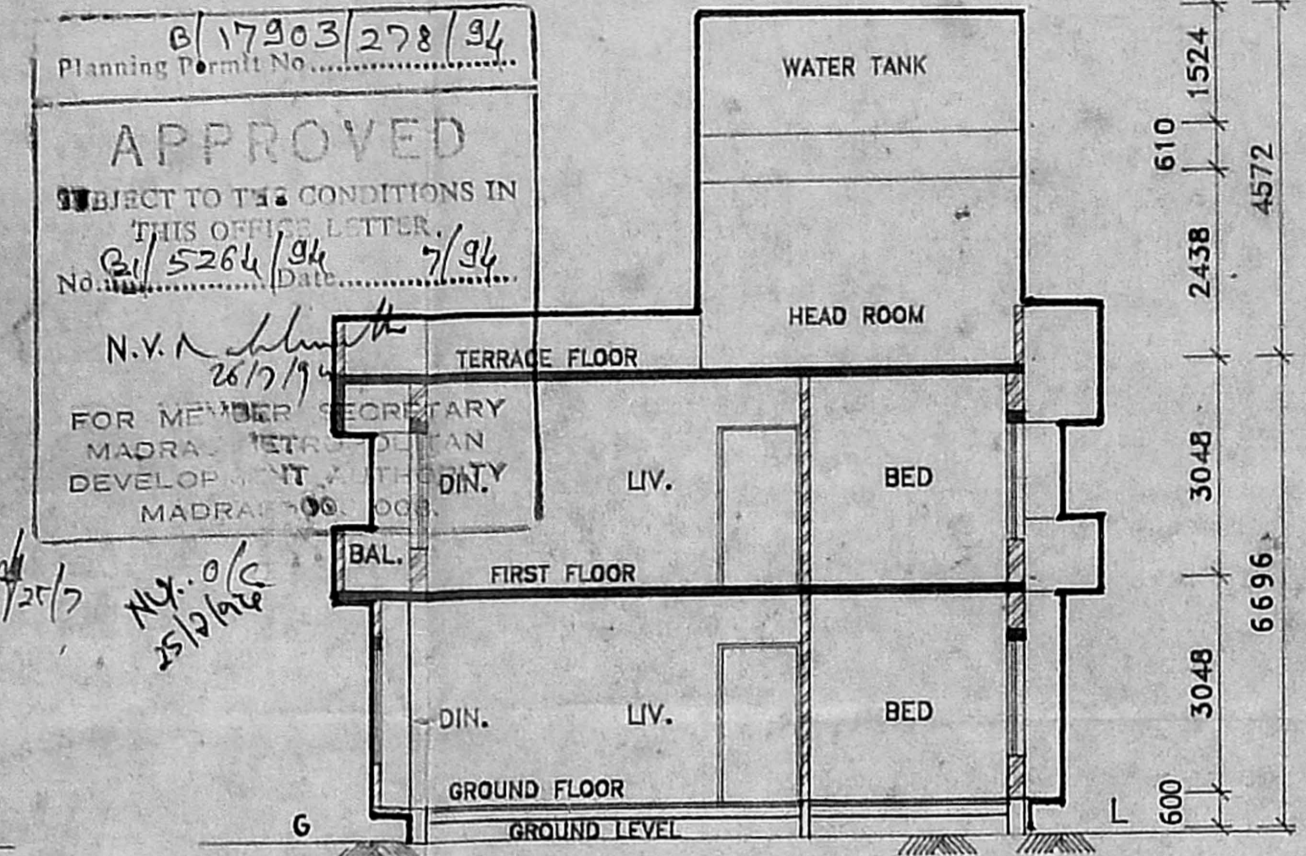 B/17903/278/94
Planning Permit No.
APPROVED
SUBJECT TO THE CONDITIONS IN
THIS OFFICE LETTER.
No. B1/5264/94 Date 7/94
N.V.
26/7/94
FOR MEMBER SECRETARY
MADRAS METROPOLITAN
DEVELOPMENT AUTHORITY
MADRAS
25/7
O/C
WATER TANK
HEAD ROOM
TERRACE FLOOR
DIN. LIV. BED
BAL.
FIRST FLOOR
DIN. LIV. BED
GROUND FLOOR
G L
GROUND LEVEL
1524
610
4572
2438
3048
6696
3048
600